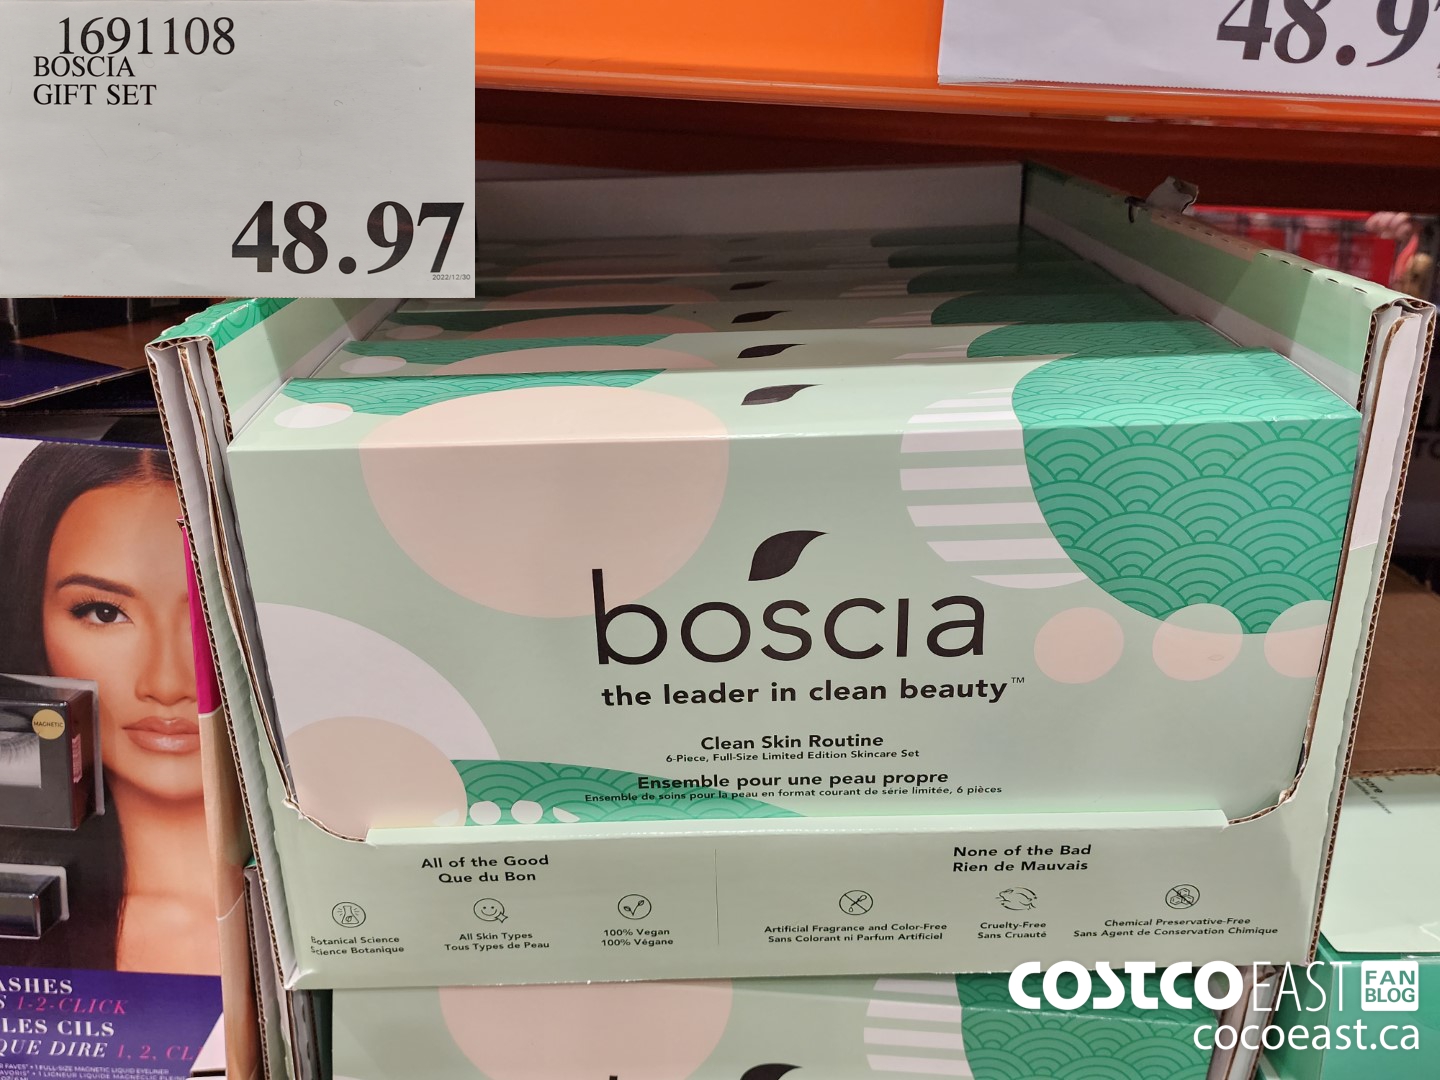 1691108
BOSCIA
GIFT SET
48.97
2022/12/30
48.9
boscia
the leader in clean beauty™
Clean Skin Routine
6-Piece, Full-Size Limited Edition Skincare Set
Ensemble pour une peau propre
Ensemble de soins pour la peau en format courant de série limitée, 6 pièces
All of the Good
Que du Bon
None of the Bad
Rien de Mauvais
Botanical Science
Science Botanique
All Skin Types
Tous Types de Peau
100% Vegan
100% Végane
Artificial Fragrance and Color-Free
Sans Colorant ni Parfum Artificiel
Cruelty-Free
Sans Cruauté
Chemical Preservative-Free
Sans Agent de Conservation Chimique
MAGNETIC
ASHES
S 1-2-CLICK
LES CILS
QUE DIRE 1, 2, CL
COSTCO EAST FAN BLOG
cocoeast.ca